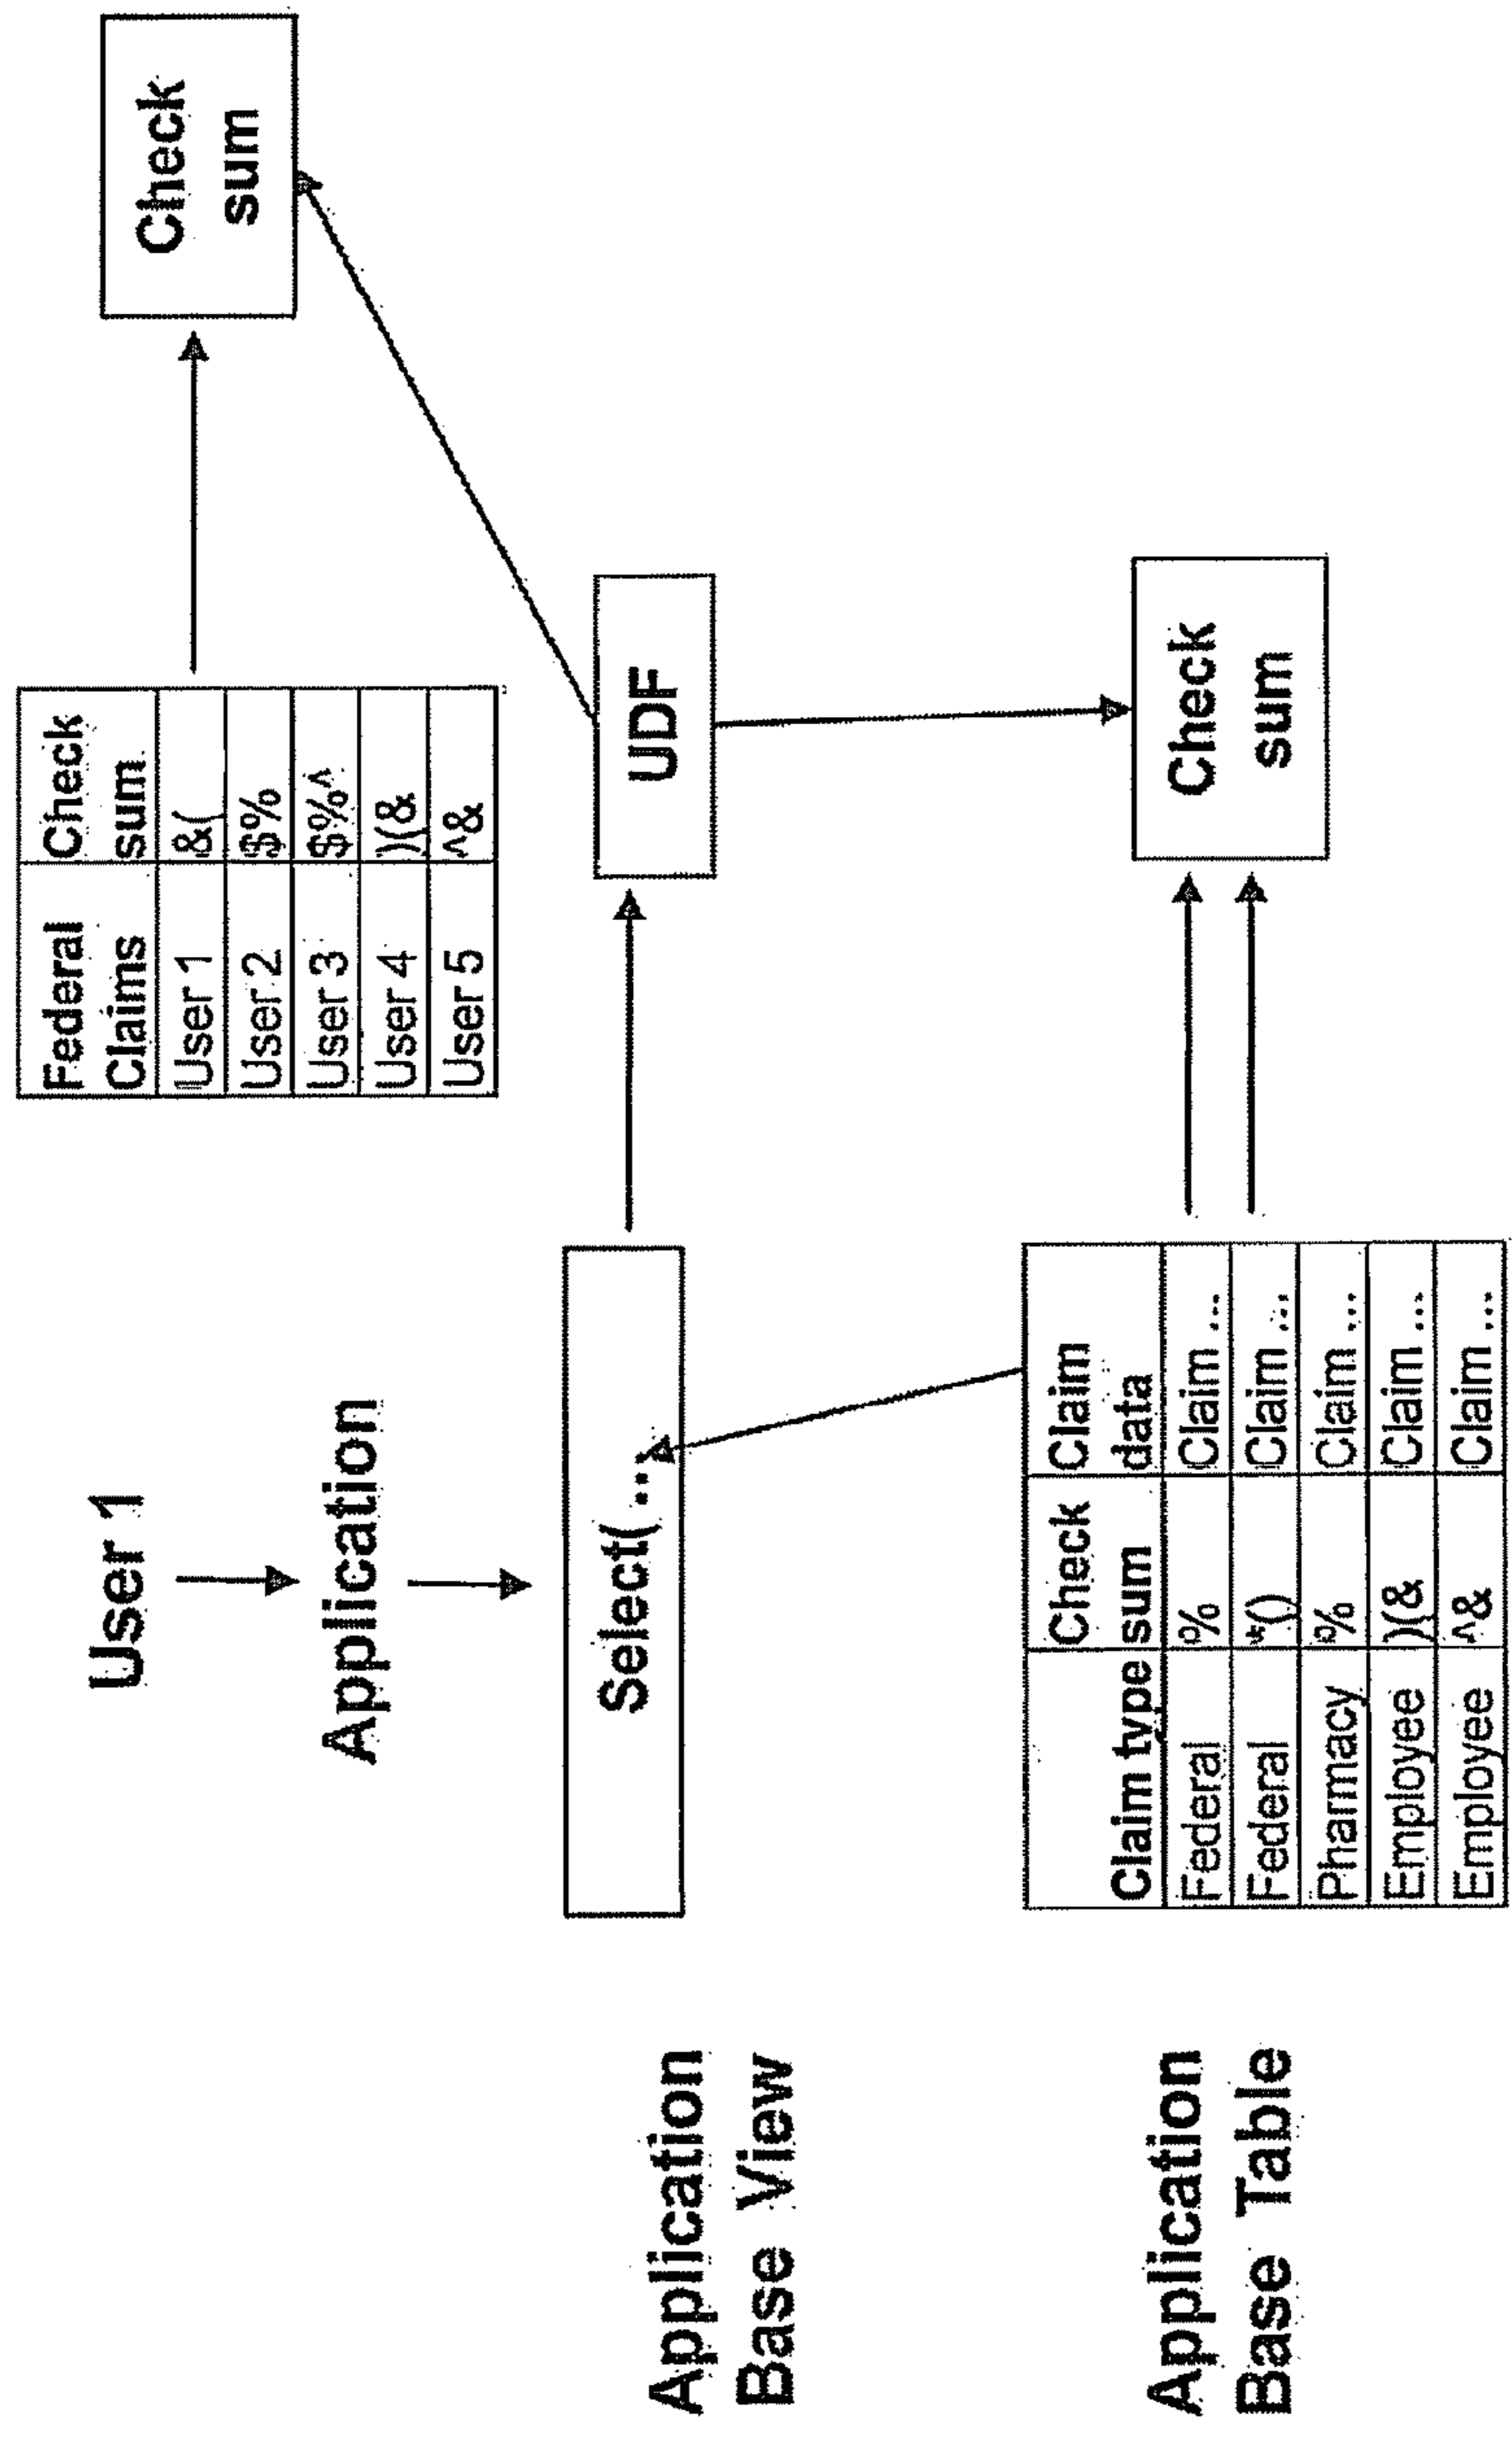 User 1
Application
Federal Claims | Check sum
User 1 | &(
User 2 | $%
User 3 | $%^
User 4 | )(&
User 5 | ^&
Check
sum
Application
Base View
Select( ...
UDF
Application
Base Table
Claim type | Check sum | Claim data
Federal | % | Claim ...
Federal | *() | Claim ...
Pharmacy | % | Claim ...
Employee | )(& | Claim ...
Employee | ^& | Claim ...
Check
sum